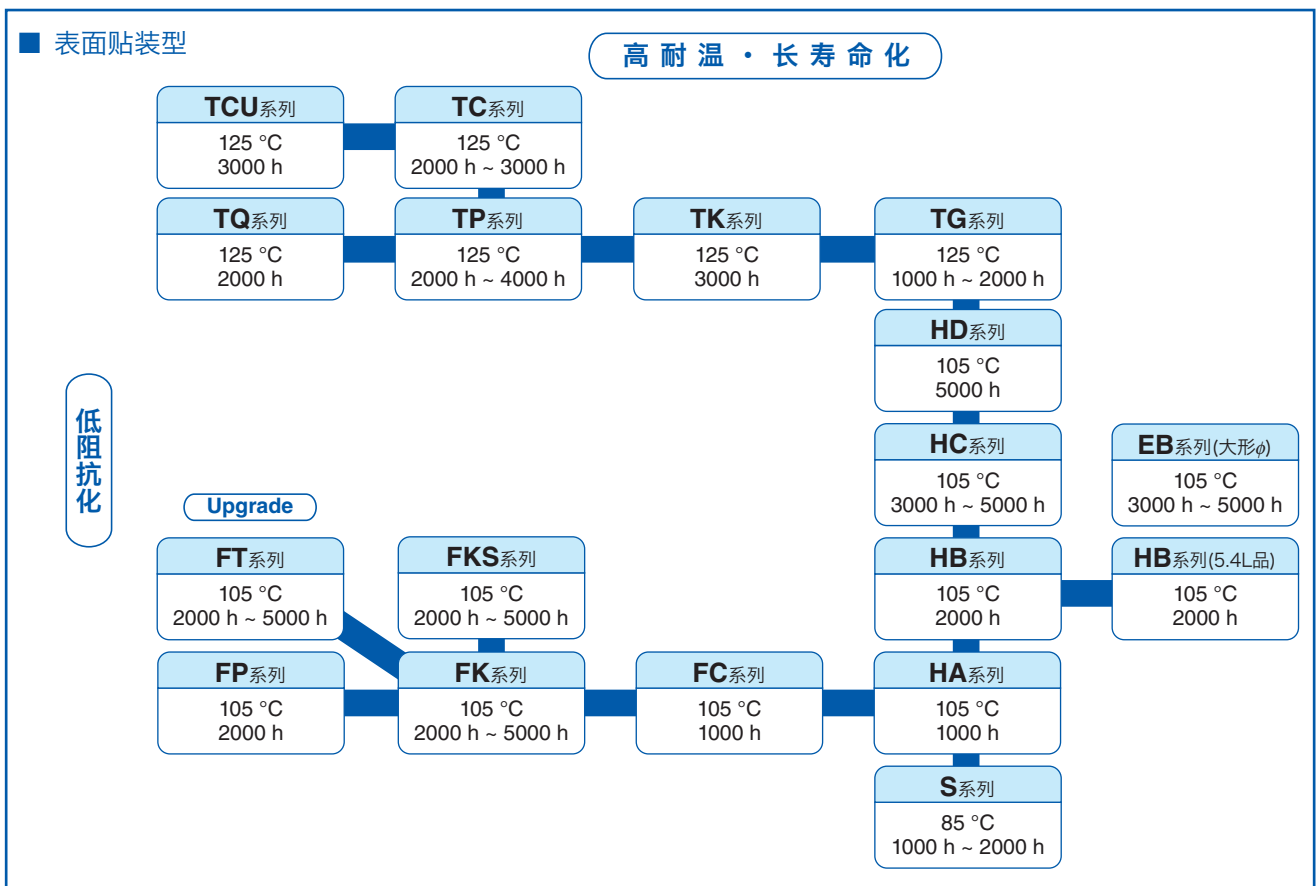 ■ 表面贴装型
高耐温・长寿命化
TCU系列
125 °C
3000 h
TC系列
125 °C
2000 h ~ 3000 h
TQ系列
125 °C
2000 h
TP系列
125 °C
2000 h ~ 4000 h
TK系列
125 °C
3000 h
TG系列
125 °C
1000 h ~ 2000 h
HD系列
105 °C
5000 h
低阻抗化
HC系列
105 °C
3000 h ~ 5000 h
EB系列(大形ϕ)
105 °C
3000 h ~ 5000 h
Upgrade
FT系列
105 °C
2000 h ~ 5000 h
FKS系列
105 °C
2000 h ~ 5000 h
HB系列
105 °C
2000 h
HB系列(5.4L品)
105 °C
2000 h
FP系列
105 °C
2000 h
FK系列
105 °C
2000 h ~ 5000 h
FC系列
105 °C
1000 h
HA系列
105 °C
1000 h
S系列
85 °C
1000 h ~ 2000 h